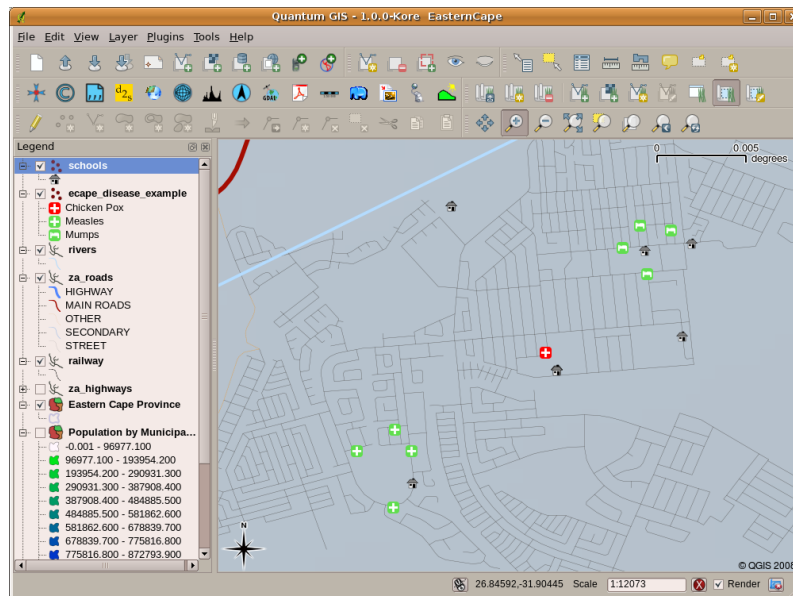 Quantum GIS - 1.0.0-Kore EasternCape
File Edit View Layer Plugins Tools Help
Legend
schools
ecape_disease_example
Chicken Pox
Measles
Mumps
rivers
za_roads
HIGHWAY
MAIN ROADS
OTHER
SECONDARY
STREET
railway
za_highways
Eastern Cape Province
Population by Municipa...
-0.001 - 96977.100
96977.100 - 193954.200
193954.200 - 290931.300
290931.300 - 387908.400
387908.400 - 484885.500
484885.500 - 581862.600
581862.600 - 678839.700
678839.700 - 775816.800
775816.800 - 872793.900
0 0.005
degrees
N
© QGIS 2008
26.84592,-31.90445 Scale 1:12073 Render